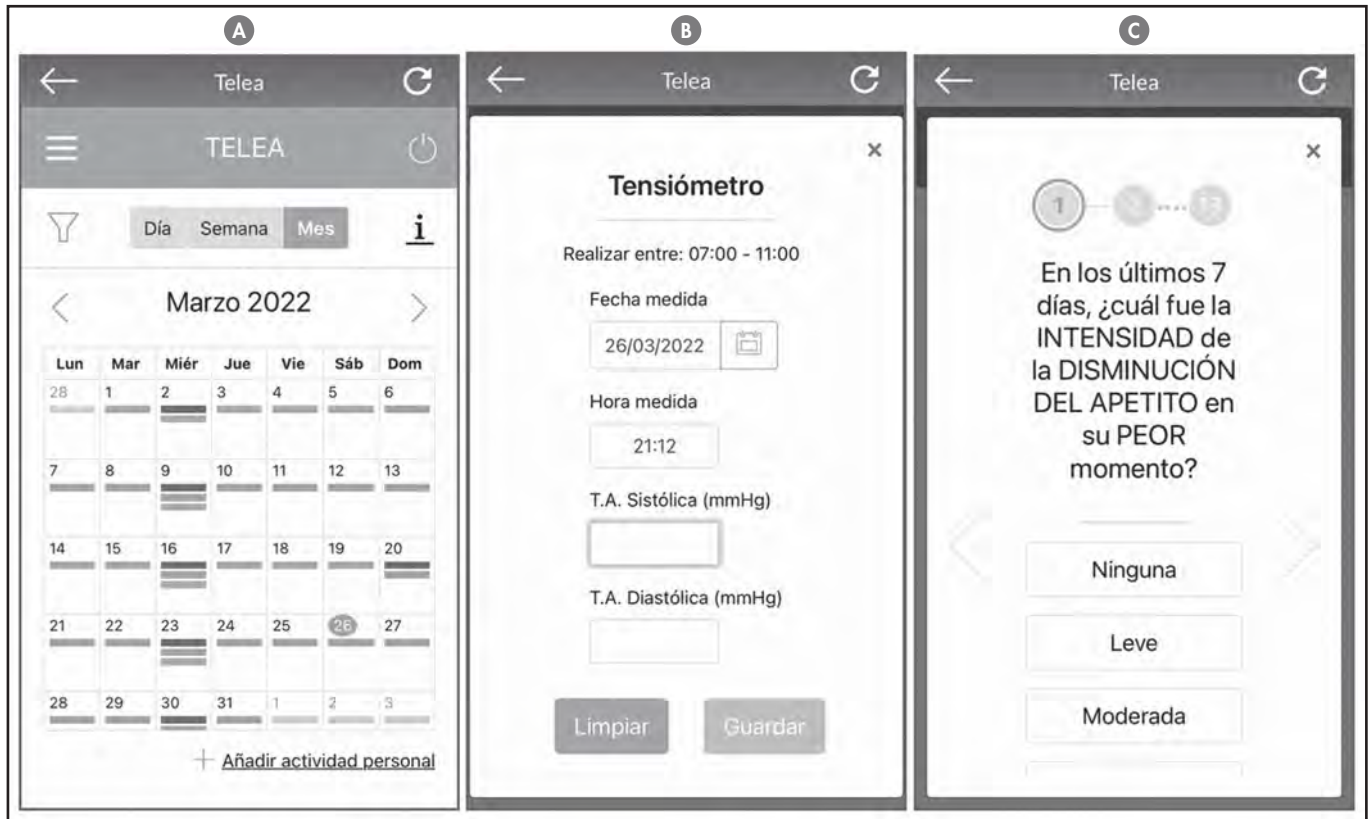 A
Telea
TELEA
Día Semana Mes i
Marzo 2022
Lun Mar Miér Jue Vie Sáb Dom
28 1 2 3 4 5 6
7 8 9 10 11 12 13
14 15 16 17 18 19 20
21 22 23 24 25 26 27
28 29 30 31 1 2 3
+ Añadir actividad personal
B
Telea
×
Tensiómetro
Realizar entre: 07:00 - 11:00
Fecha medida
26/03/2022
Hora medida
21:12
T.A. Sistólica (mmHg)
T.A. Diastólica (mmHg)
Limpiar Guardar
C
Telea
×
1
En los últimos 7
días, ¿cuál fue la
INTENSIDAD de
la DISMINUCIÓN
DEL APETITO en
su PEOR
momento?
Ninguna
Leve
Moderada